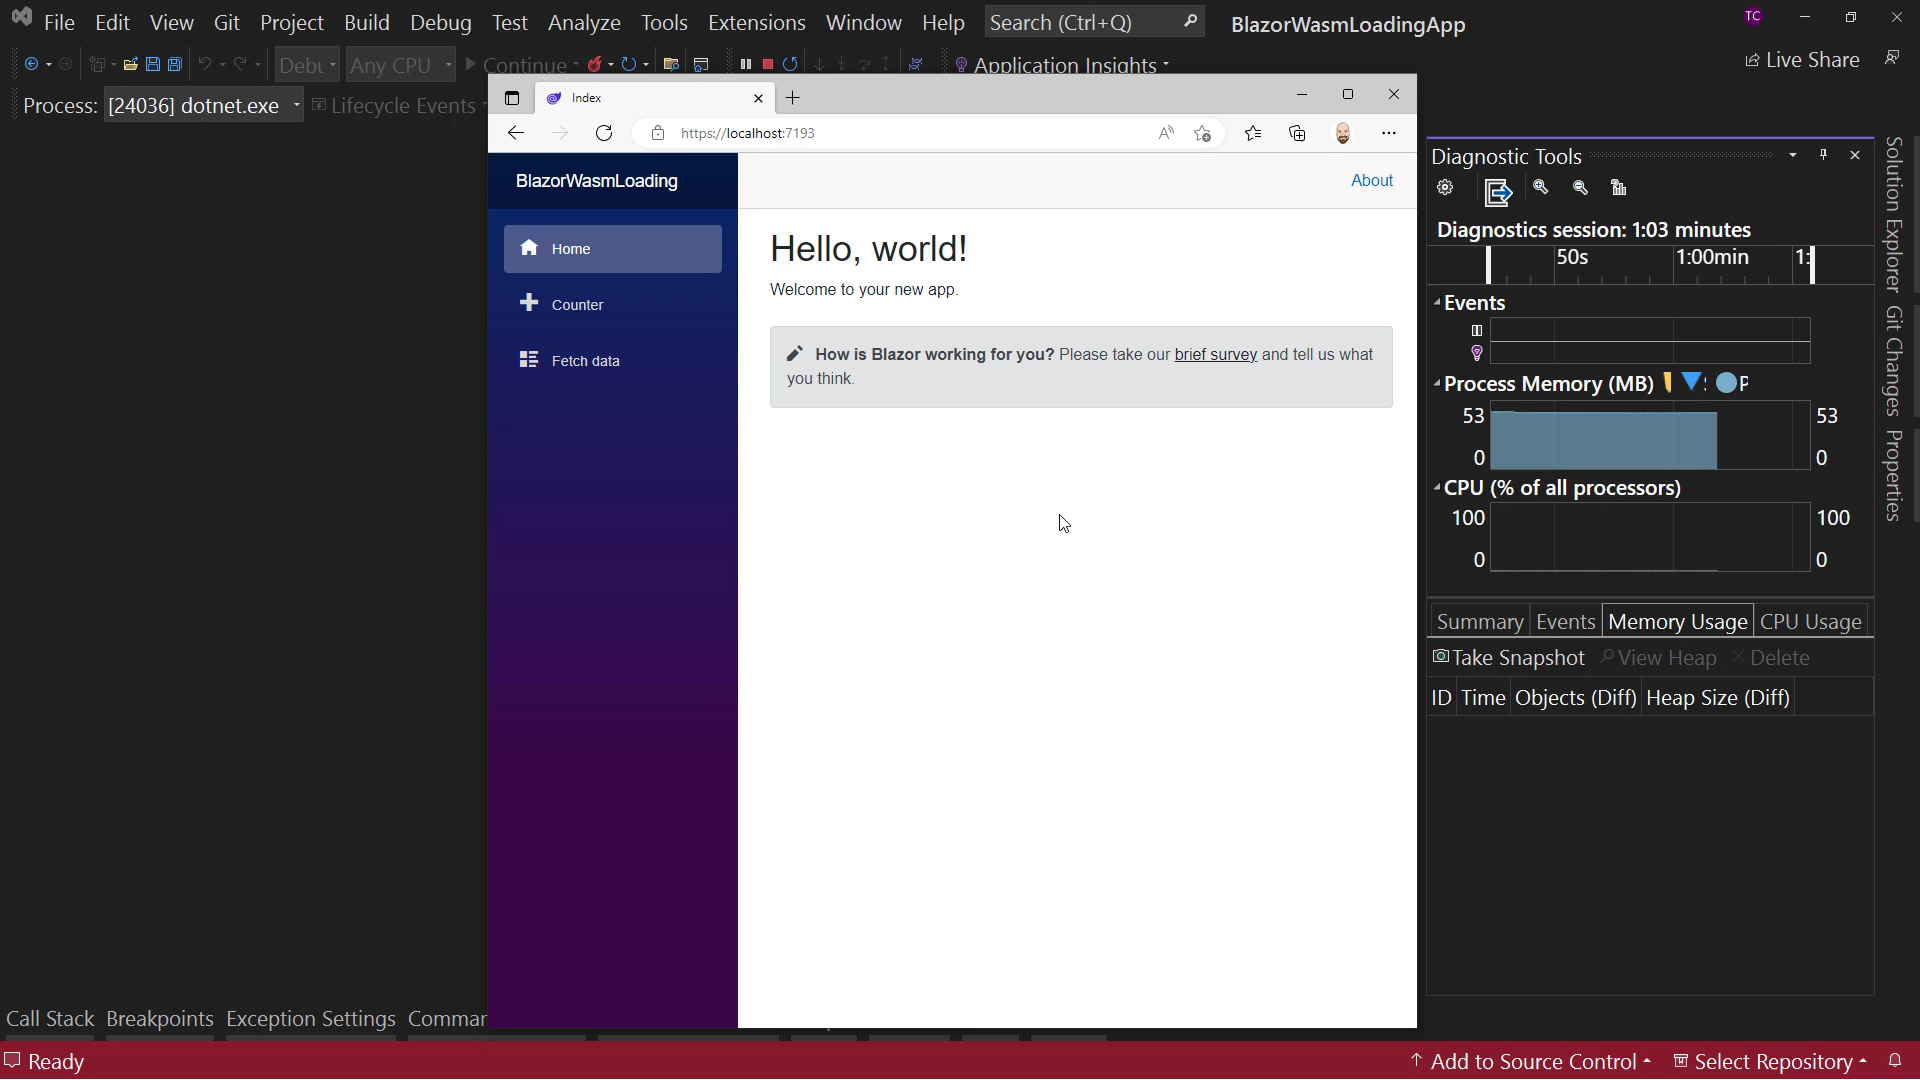 File Edit View Git Project Build Debug Test Analyze Tools Extensions Window Help Search (Ctrl+Q) BlazorWasmLoadingApp TC
Debu Any CPU Continue Application Insights Live Share
Process: [24036] dotnet.exe Lifecycle Events
Index
https://localhost:7193
BlazorWasmLoading
About
Home
Counter
Fetch data
Hello, world!
Welcome to your new app.
How is Blazor working for you? Please take our brief survey and tell us what
you think.
Diagnostic Tools
Diagnostics session: 1:03 minutes
50s 1:00min 1:
Events
Process Memory (MB) P
53 53
0 0
CPU (% of all processors)
100 100
0 0
Summary Events Memory Usage CPU Usage
Take Snapshot View Heap Delete
ID Time Objects (Diff) Heap Size (Diff)
Solution Explorer
Git Changes
Properties
Call Stack Breakpoints Exception Settings Comman
Ready Add to Source Control Select Repository